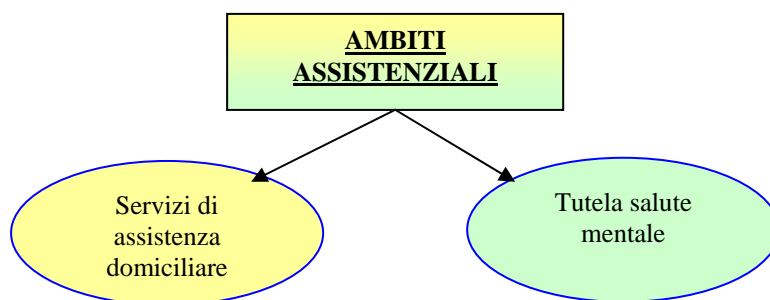 AMBITI
ASSISTENZIALI
Servizi di
assistenza
domiciliare
Tutela salute
mentale